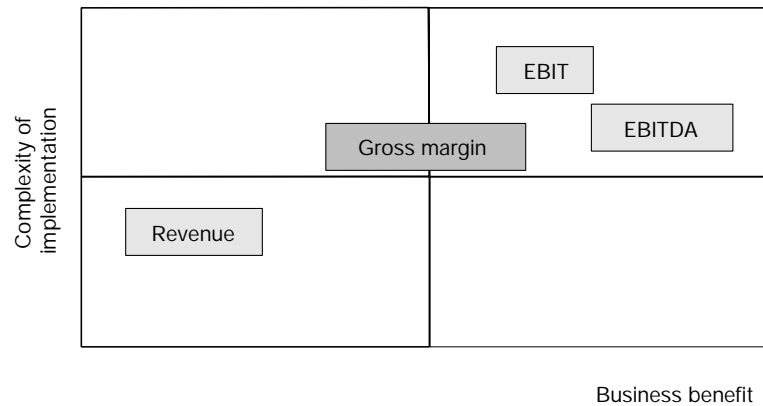 EBIT
EBITDA
Gross margin
Revenue
Complexity of
implementation
Business benefit